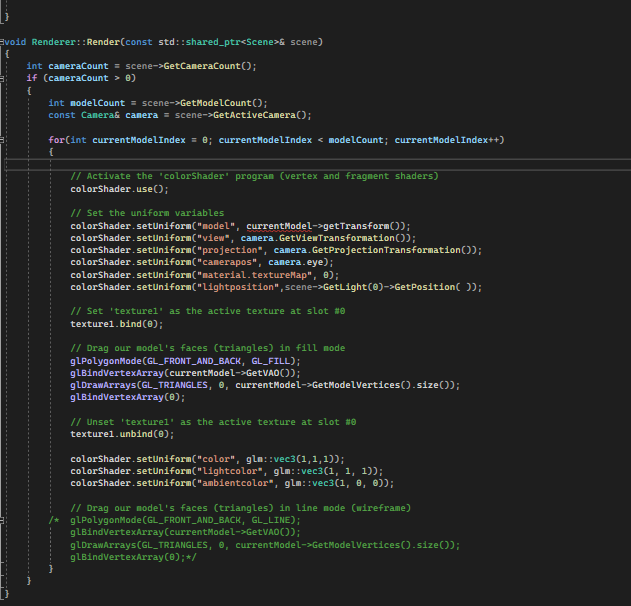 }
void Renderer::Render(const std::shared_ptr<Scene>& scene)
{
int cameraCount = scene->GetCameraCount();
if (cameraCount > 0)
{
int modelCount = scene->GetModelCount();
const Camera& camera = scene->GetActiveCamera();
for(int currentModelIndex = 0; currentModelIndex < modelCount; currentModelIndex++)
{
// Activate the 'colorShader' program (vertex and fragment shaders)
colorShader.use();
// Set the uniform variables
colorShader.setUniform("model", currentModel->getTransform());
colorShader.setUniform("view", camera.GetViewTransformation());
colorShader.setUniform("projection", camera.GetProjectionTransformation());
colorShader.setUniform("camerapos", camera.eye);
colorShader.setUniform("material.textureMap", 0);
colorShader.setUniform("lightposition",scene->GetLight(0)->GetPosition( ));
// Set 'texture1' as the active texture at slot #0
texture1.bind(0);
// Drag our model's faces (triangles) in fill mode
glPolygonMode(GL_FRONT_AND_BACK, GL_FILL);
glBindVertexArray(currentModel->GetVAO());
glDrawArrays(GL_TRIANGLES, 0, currentModel->GetModelVertices().size());
glBindVertexArray(0);
// Unset 'texture1' as the active texture at slot #0
texture1.unbind(0);
colorShader.setUniform("color", glm::vec3(1,1,1));
colorShader.setUniform("lightcolor", glm::vec3(1, 1, 1));
colorShader.setUniform("ambientcolor", glm::vec3(1, 0, 0));
// Drag our model's faces (triangles) in line mode (wireframe)
/* glPolygonMode(GL_FRONT_AND_BACK, GL_LINE);
glBindVertexArray(currentModel->GetVAO());
glDrawArrays(GL_TRIANGLES, 0, currentModel->GetModelVertices().size());
glBindVertexArray(0);*/
}
}
}